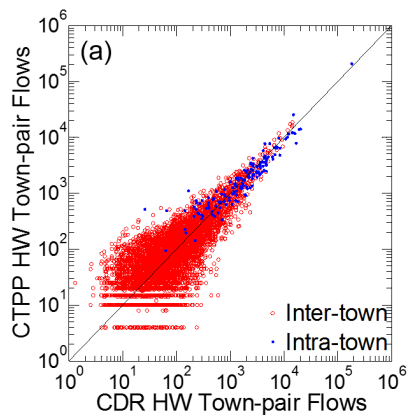 (a)
CTPP HW Town-pair Flows
10^6
10^5
10^4
10^3
10^2
10^1
10^0
Inter-town
Intra-town
10^0 10^1 10^2 10^3 10^4 10^5 10^6
CDR HW Town-pair Flows